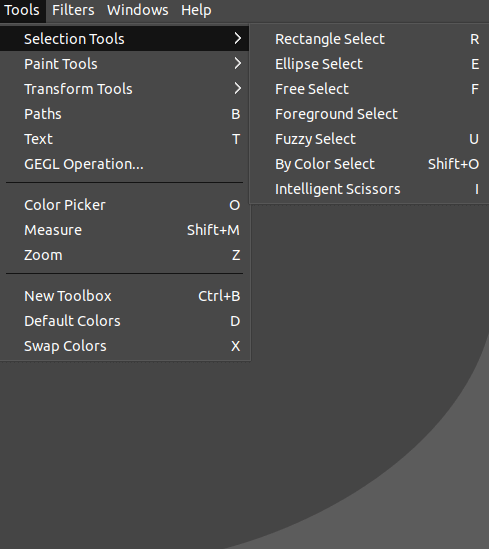 Tools Filters Windows Help
Selection Tools
Paint Tools
Transform Tools
Paths B
Text T
GEGL Operation...
Color Picker O
Measure Shift+M
Zoom Z
New Toolbox Ctrl+B
Default Colors D
Swap Colors X
Rectangle Select R
Ellipse Select E
Free Select F
Foreground Select
Fuzzy Select U
By Color Select Shift+O
Intelligent Scissors I